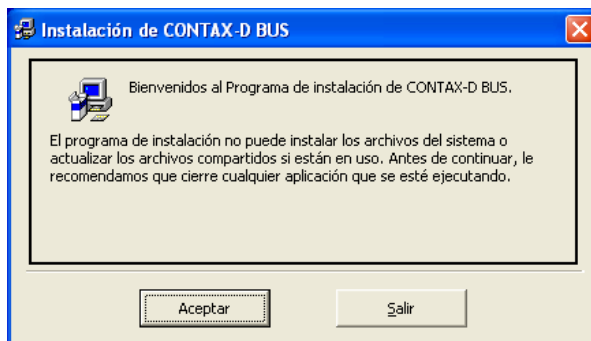 Instalación de CONTAX-D BUS
Bienvenidos al Programa de instalación de CONTAX-D BUS.
El programa de instalación no puede instalar los archivos del sistema o
actualizar los archivos compartidos si están en uso. Antes de continuar, le
recomendamos que cierre cualquier aplicación que se esté ejecutando.
Aceptar
Salir